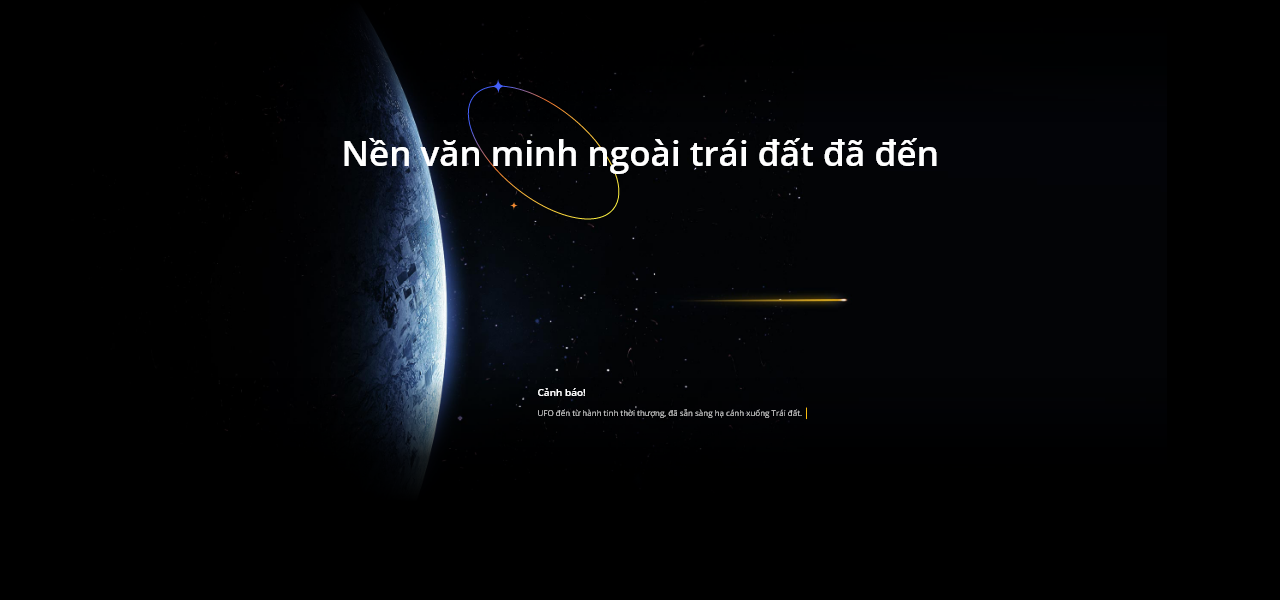 Nền văn minh ngoài trái đất đã đến
Cảnh báo!
UFO đến từ hành tinh thời thượng, đã sẵn sàng hạ cánh xuống Trái đất.